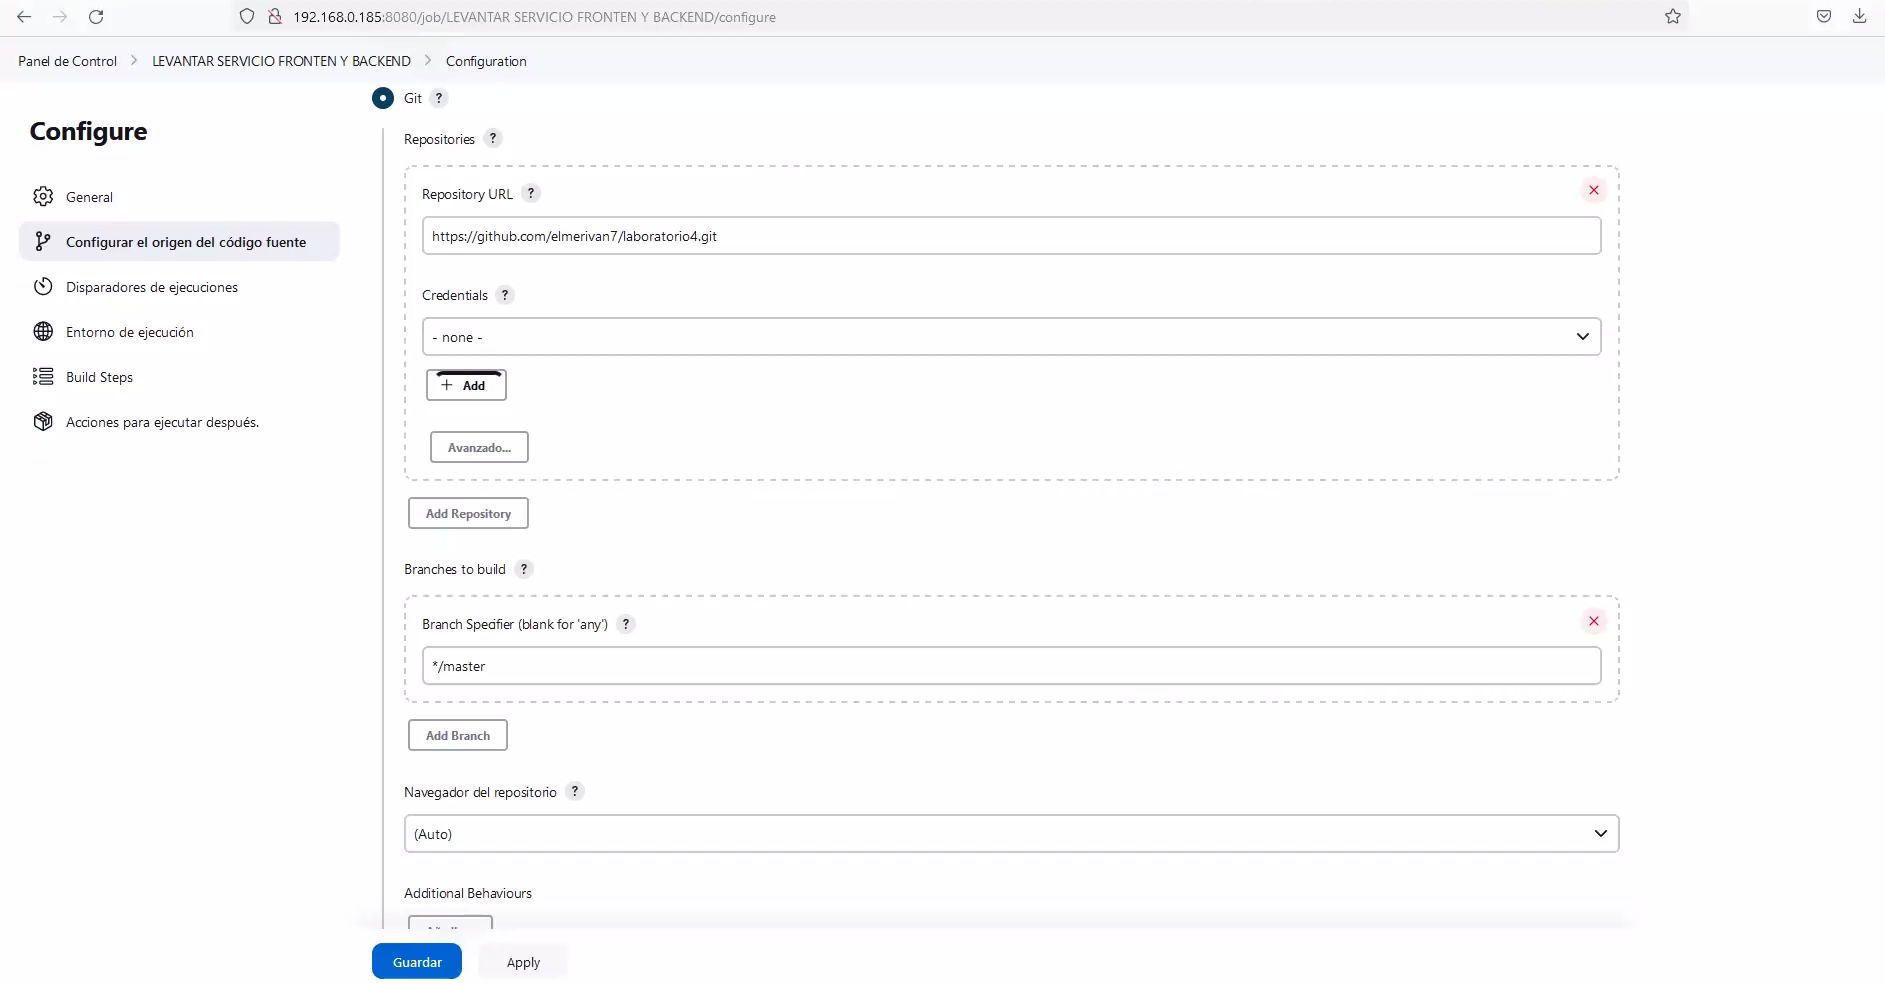 192.168.0.185:8080/job/LEVANTAR SERVICIO FRONTEN Y BACKEND/configure
Panel de Control > LEVANTAR SERVICIO FRONTEN Y BACKEND > Configuration
Configure
General
Configurar el origen del código fuente
Disparadores de ejecuciones
Entorno de ejecución
Build Steps
Acciones para ejecutar después.
Git ?
Repositories ?
Repository URL ?
https://github.com/elmerivan7/laboratorio4.git
Credentials ?
- none -
+ Add
Avanzado...
Add Repository
Branches to build ?
Branch Specifier (blank for 'any') ?
*/master
Add Branch
Navegador del repositorio ?
(Auto)
Additional Behaviours
Guardar
Apply